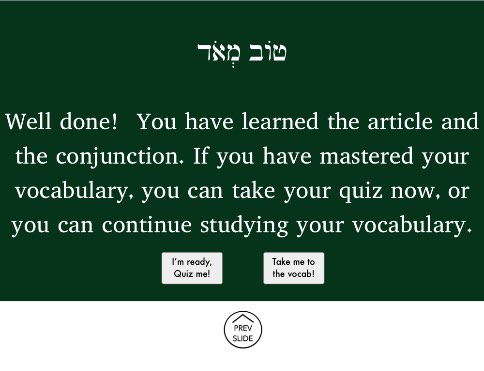 טוֹב מְאֹד
Well done!  You have learned the article and
the conjunction. If you have mastered your
vocabulary, you can take your quiz now, or
you can continue studying your vocabulary.
I'm ready,
Quiz me!
Take me to
the vocab!
PREV
SLIDE